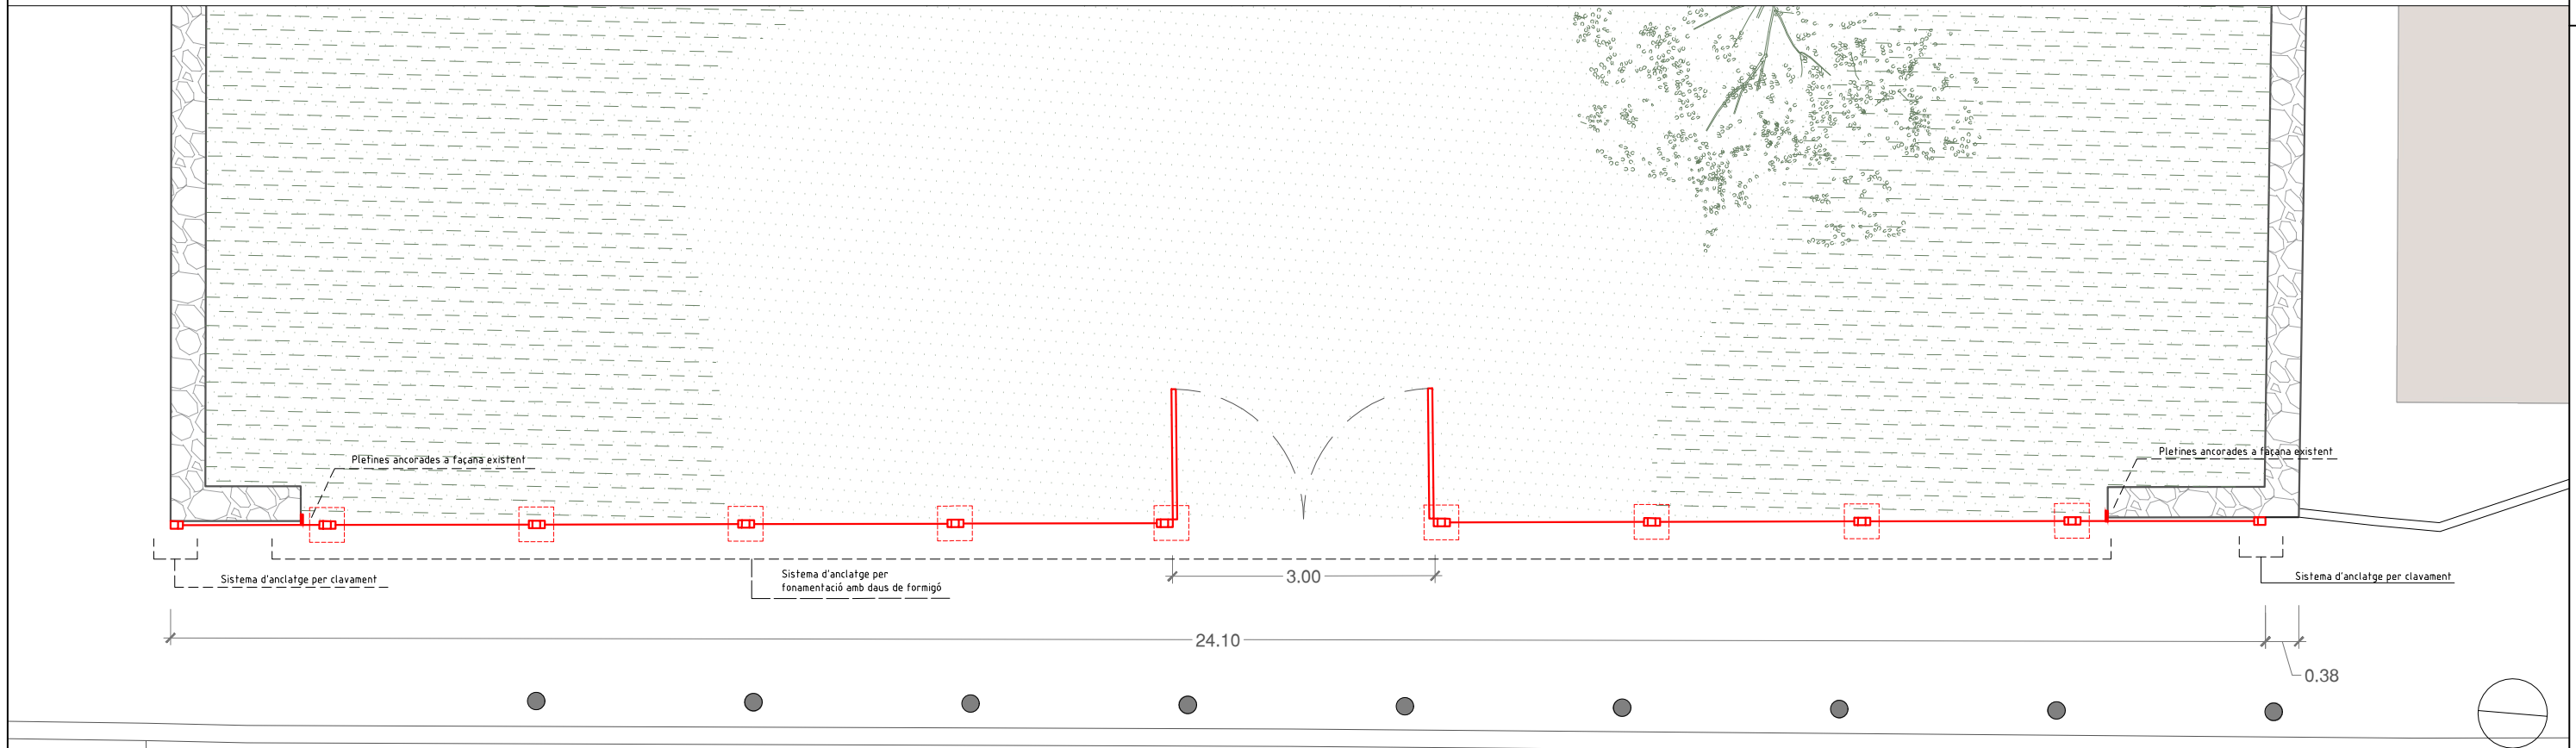 Pletines ancorades a façana existent
Pletines ancorades a façana existent
Sistema d'anclatge per clavament
Sistema d'anclatge per
fonamentació amb daus de formigó
3.00
Sistema d'anclatge per clavament
24.10
0.38